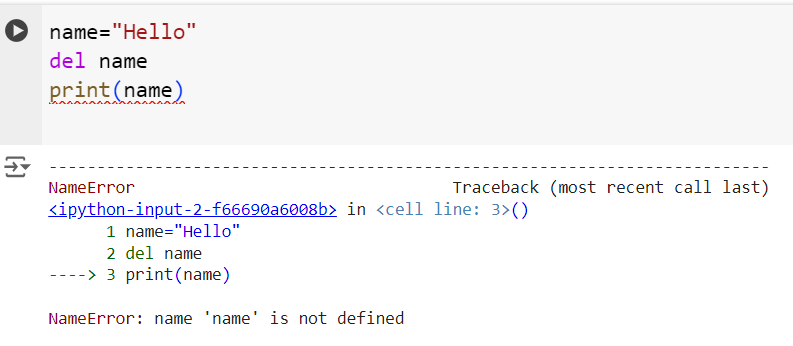 name="Hello"
del name
print(name)
---------------------------------------------------------------------------
NameError                                 Traceback (most recent call last)
<ipython-input-2-f66690a6008b> in <cell line: 3>()
      1 name="Hello"
      2 del name
----> 3 print(name)
NameError: name 'name' is not defined